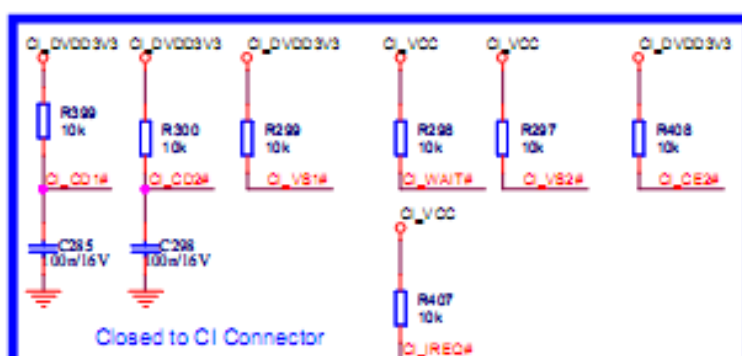 CI_DVDD3V3 CI_DVDD3V3 CI_DVDD3V3 CI_VCC CI_VCC CI_DVDD3V3
R399 10k
R300 10k
R299 10k
R298 10k
R297 10k
R408 10k
CI_CD1# CI_CD2# CI_VS1# CI_WAIT# CI_VS2# CI_CE2#
C285 100n/16V
C298 100n/16V
CI_VCC
R407 10k
CI_IREQ#
Closed to CI Connector